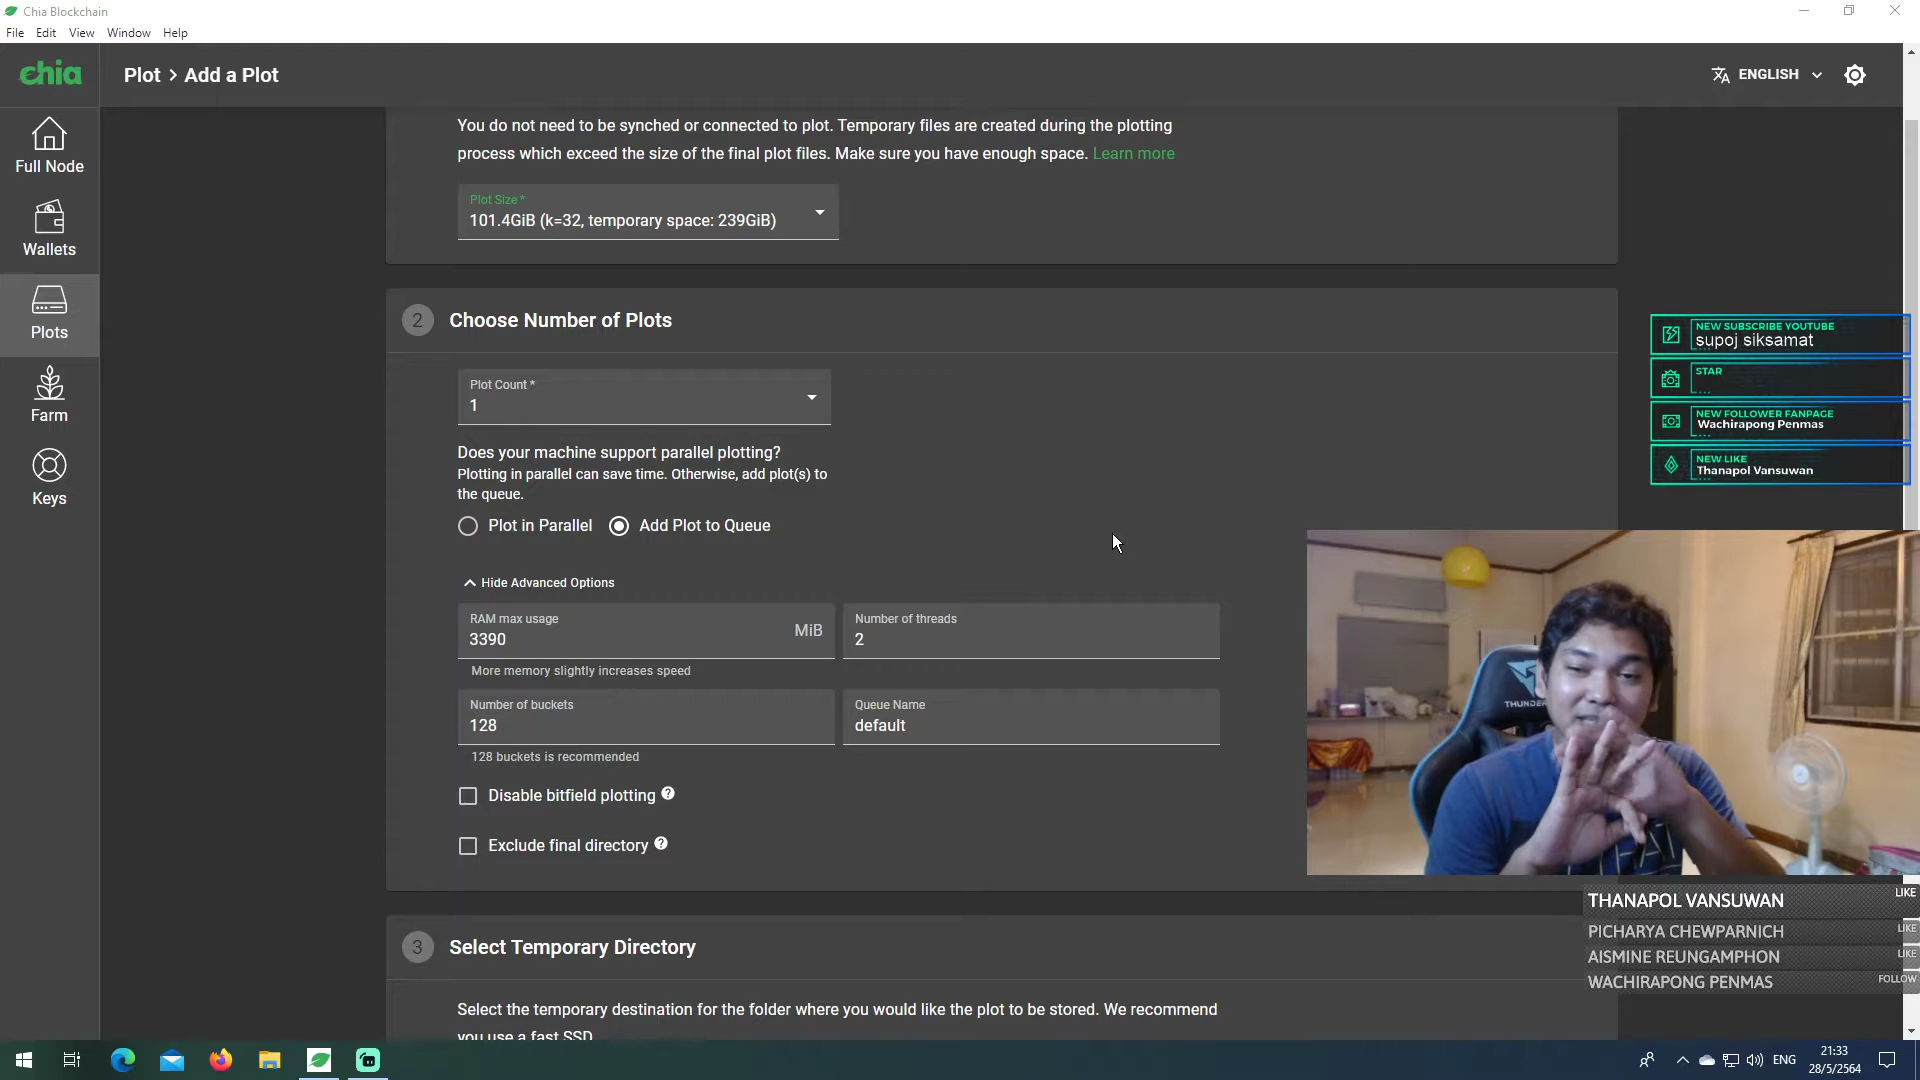 Chia Blockchain
File Edit View Window Help
chia
Plot > Add a Plot
ENGLISH
Full Node
Wallets
Plots
Farm
Keys
You do not need to be synched or connected to plot. Temporary files are created during the plotting
process which exceed the size of the final plot files. Make sure you have enough space. Learn more
Plot Size *
101.4GiB (k=32, temporary space: 239GiB)
2 Choose Number of Plots
Plot Count *
1
Does your machine support parallel plotting?
Plotting in parallel can save time. Otherwise, add plot(s) to
the queue.
Plot in Parallel Add Plot to Queue
Hide Advanced Options
RAM max usage
3390 MiB
More memory slightly increases speed
Number of threads
2
Number of buckets
128
128 buckets is recommended
Queue Name
default
Disable bitfield plotting ?
Exclude final directory ?
3 Select Temporary Directory
Select the temporary destination for the folder where you would like the plot to be stored. We recommend
you use a fast SSD.
NEW SUBSCRIBE YOUTUBE
supoj siksamat
STAR
NEW FOLLOWER FANPAGE
Wachirapong Penmas
NEW LIKE
Thanapol Vansuwan
THUNDER
THANAPOL VANSUWAN LIKE
PICHARYA CHEWPARNICH LIKE
AISMINE REUNGAMPHON LIKE
WACHIRAPONG PENMAS FOLLOW
ENG
21:33
28/5/2564